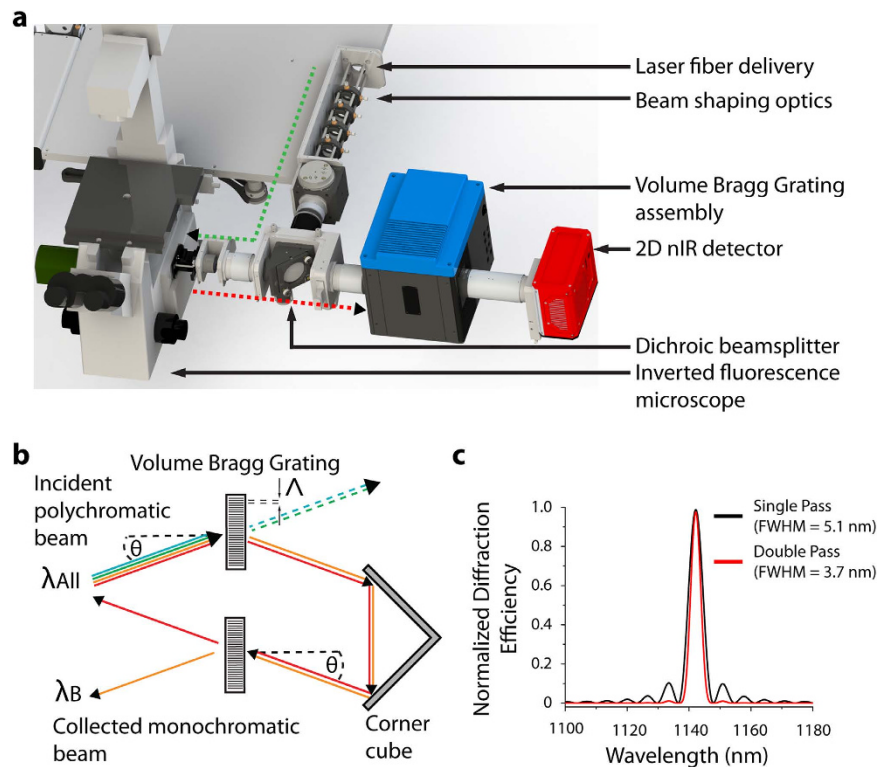 a
Laser fiber delivery
Beam shaping optics
Volume Bragg Grating
assembly
2D nIR detector
Dichroic beamsplitter
Inverted fluorescence
microscope
b
Volume Bragg Grating
Incident
polychromatic
beam
Λ
θ
λAll
θ
λB
Collected monochromatic
beam
Corner
cube
c
Normalized Diffraction
Efficiency
1.0
0.8
0.6
0.4
0.2
0
1100
1120
1140
1160
1180
Wavelength (nm)
Single Pass
(FWHM = 5.1 nm)
Double Pass
(FWHM = 3.7 nm)